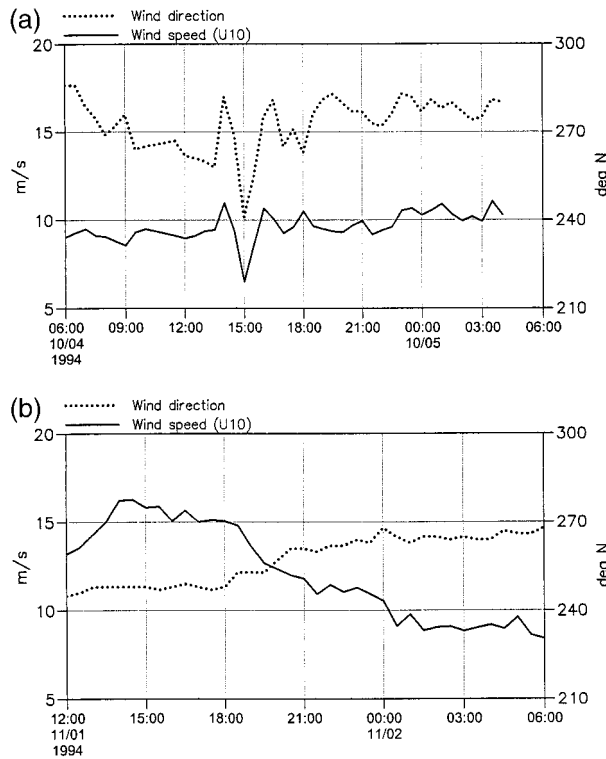 (a)
Wind direction
Wind speed (U10)
20
15
10
5
m/s
300
270
240
210
deg N
06:00 09:00 12:00 15:00 18:00 21:00 00:00 03:00 06:00
10/04 10/05
1994
(b)
Wind direction
Wind speed (U10)
20
15
10
5
m/s
300
270
240
210
deg N
12:00 15:00 18:00 21:00 00:00 03:00 06:00
11/01 11/02
1994